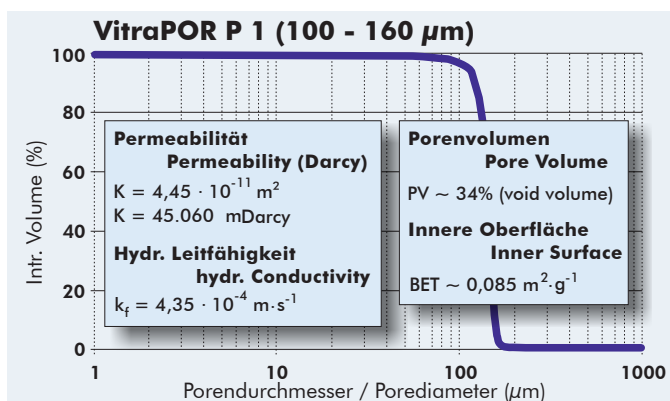 VitraPOR P 1 (100 - 160 µm)
Intr. Volume (%)
100
80
60
40
20
0
Permeabilität
Permeability (Darcy)
K = 4,45 · 10⁻¹¹ m²
K = 45.060 mDarcy
Hydr. Leitfähigkeit
hydr. Conductivity
k_f = 4,35 · 10⁻⁴ m·s⁻¹
Porenvolumen
Pore Volume
PV ~ 34% (void volume)
Innere Oberfläche
Inner Surface
BET ~ 0,085 m²·g⁻¹
1 10 100 1000
Porendurchmesser / Porediameter (µm)